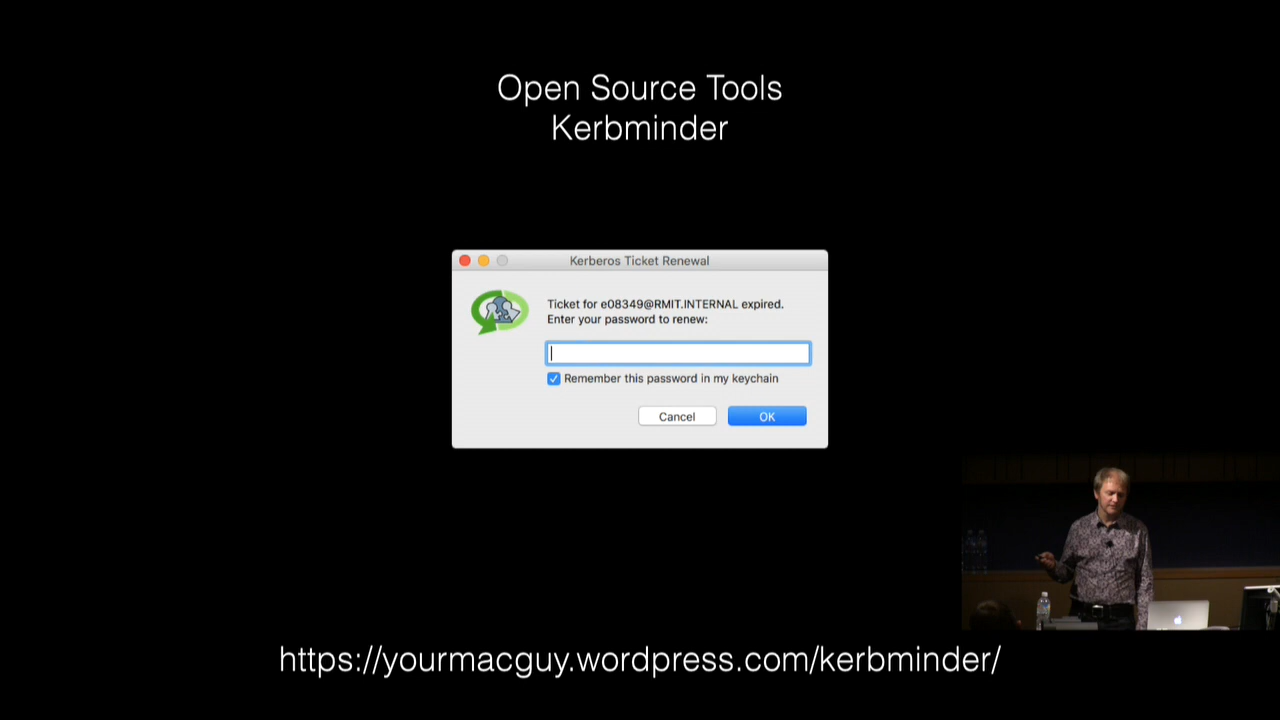 Open Source Tools
Kerbminder
Kerberos Ticket Renewal
Ticket for e08349@RMIT.INTERNAL expired.
Enter your password to renew:
Remember this password in my keychain
Cancel
OK
https://yourmacguy.wordpress.com/kerbminder/